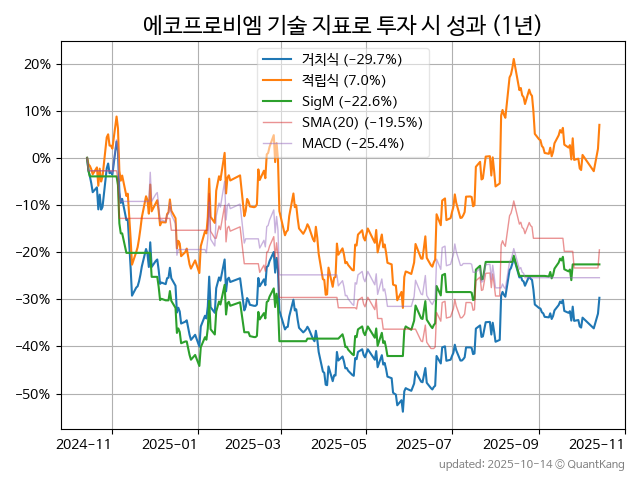 에코프로비엠 기술 지표로 투자 시 성과 (1년)
거치식 (−29.7%)
적립식 (7.0%)
SigM (−22.6%)
SMA(20) (−19.5%)
MACD (−25.4%)
20%
10%
0%
−10%
−20%
−30%
−40%
−50%
2024−11 2025−01 2025−03 2025−05 2025−07 2025−09 2025−11
updated: 2025-10-14 © QuantKang